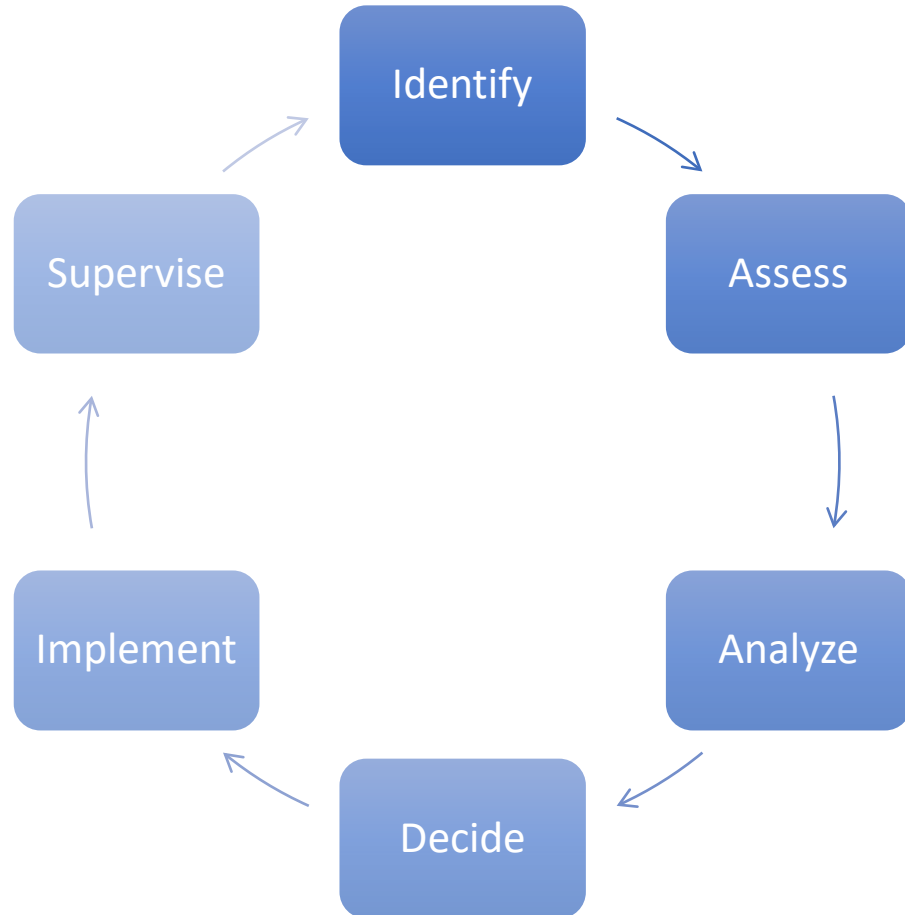 Identify
Assess
Analyze
Decide
Implement
Supervise